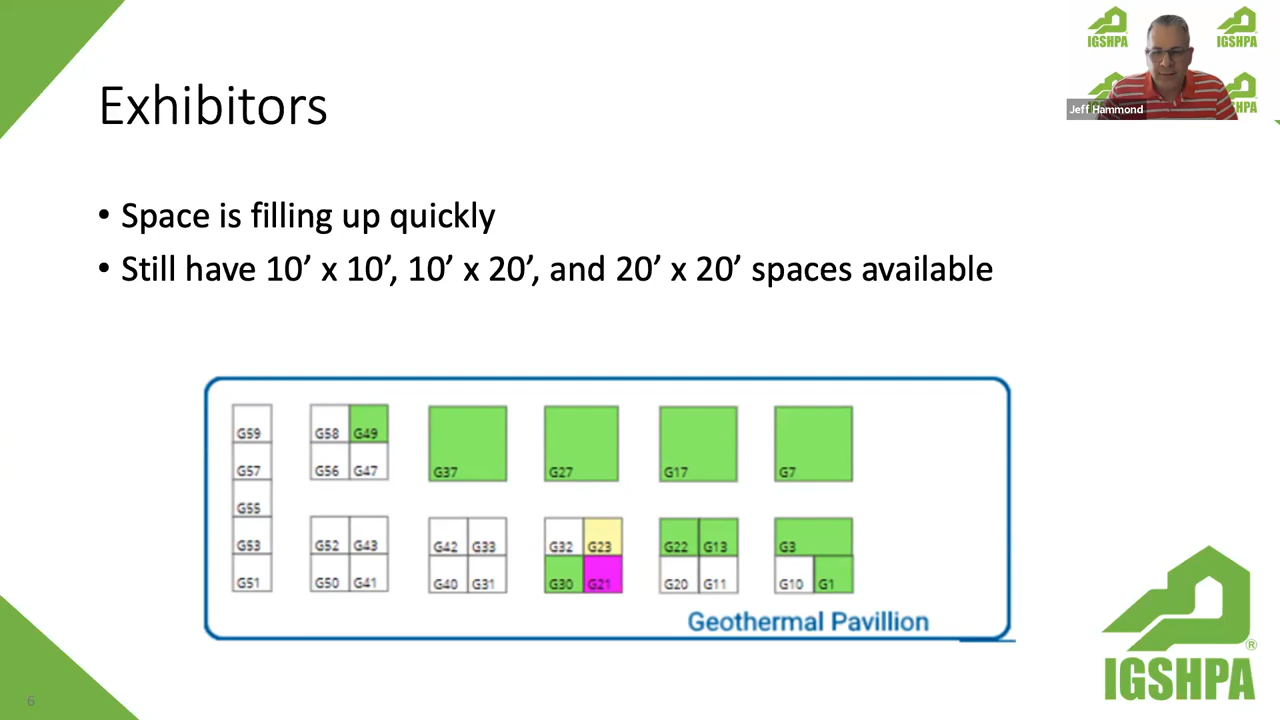 IGSHPA
IGSHPA
Jeff Hammond
Exhibitors
• Space is filling up quickly
• Still have 10’ x 10’, 10’ x 20’, and 20’ x 20’ spaces available
G59 G58 G49
G57 G56 G47 G37 G27 G17 G7
G55
G53 G52 G43 G42 G33 G32 G23 G22 G13 G3
G51 G50 G41 G40 G31 G30 G21 G20 G11 G10 G1
Geothermal Pavillion
IGSHPA®
6